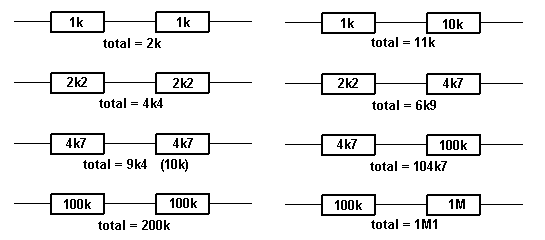 1k 1k
total = 2k
1k 10k
total = 11k
2k2 2k2
total = 4k4
2k2 4k7
total = 6k9
4k7 4k7
total = 9k4 (10k)
4k7 100k
total = 104k7
100k 100k
total = 200k
100k 1M
total = 1M1